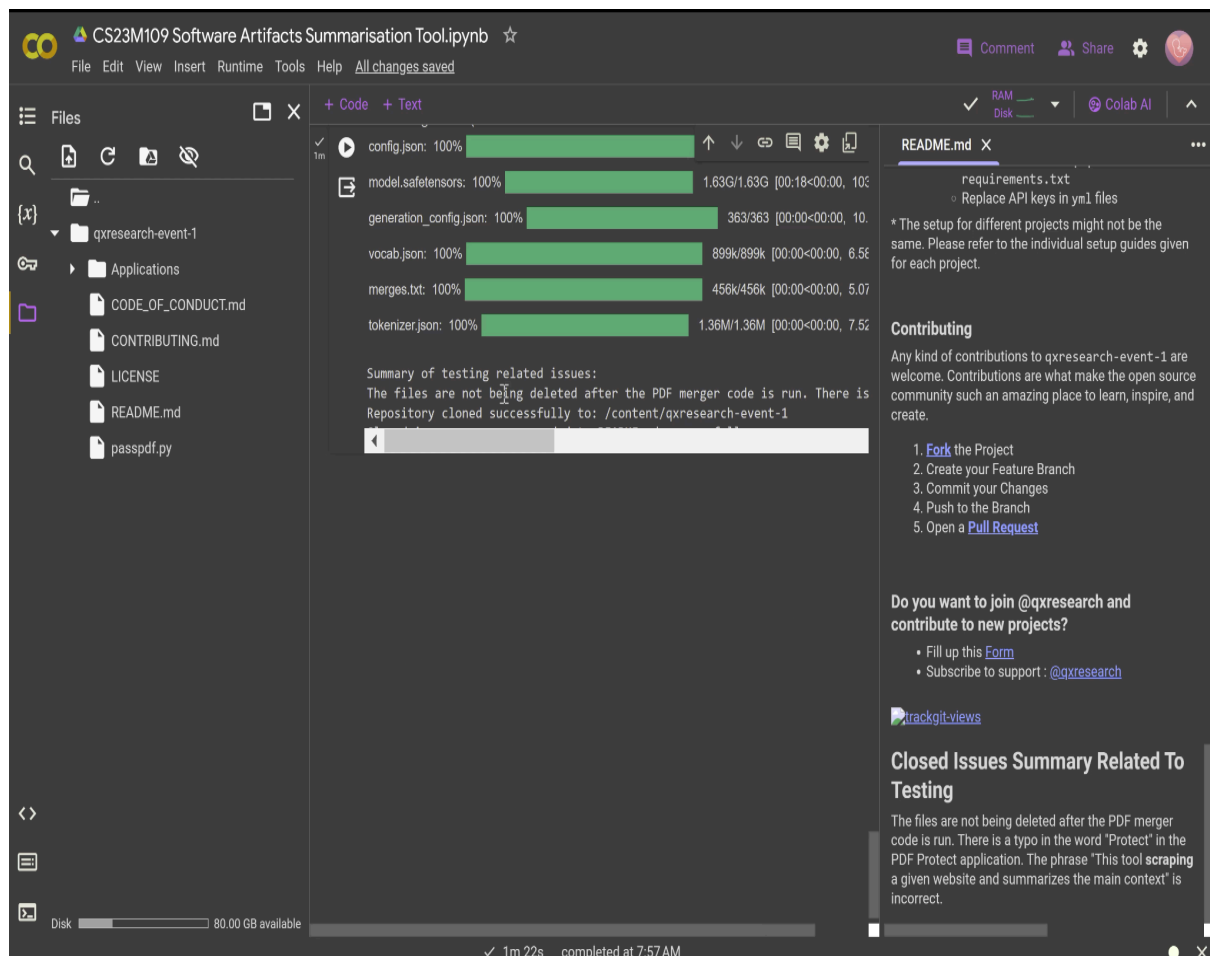 CS23M109 Software Artifacts Summarisation Tool.ipynb
File Edit View Insert Runtime Tools Help All changes saved
Comment Share
Files
..
qxresearch-event-1
Applications
CODE_OF_CONDUCT.md
CONTRIBUTING.md
LICENSE
README.md
passpdf.py
Disk 80.00 GB available
+ Code + Text
RAM
Disk
Colab AI
1m
config.json: 100%
model.safetensors: 100% 1.63G/1.63G [00:18<00:00, 103
generation_config.json: 100% 363/363 [00:00<00:00, 10.
vocab.json: 100% 899k/899k [00:00<00:00, 6.58
merges.txt: 100% 456k/456k [00:00<00:00, 5.07
tokenizer.json: 100% 1.36M/1.36M [00:00<00:00, 7.52
Summary of testing related issues:
The files are not being deleted after the PDF merger code is run. There is
Repository cloned successfully to: /content/qxresearch-event-1
README.md
requirements.txt
Replace API keys in yml files
* The setup for different projects might not be the
same. Please refer to the individual setup guides given
for each project.
Contributing
Any kind of contributions to qxresearch-event-1 are
welcome. Contributions are what make the open source
community such an amazing place to learn, inspire, and
create.
1. Fork the Project
2. Create your Feature Branch
3. Commit your Changes
4. Push to the Branch
5. Open a Pull Request
Do you want to join @qxresearch and
contribute to new projects?
• Fill up this Form
• Subscribe to support : @qxresearch
trackgit-views
Closed Issues Summary Related To
Testing
The files are not being deleted after the PDF merger
code is run. There is a typo in the word "Protect" in the
PDF Protect application. The phrase "This tool scraping
a given website and summarizes the main context" is
incorrect.
1m 22s completed at 7:57 AM